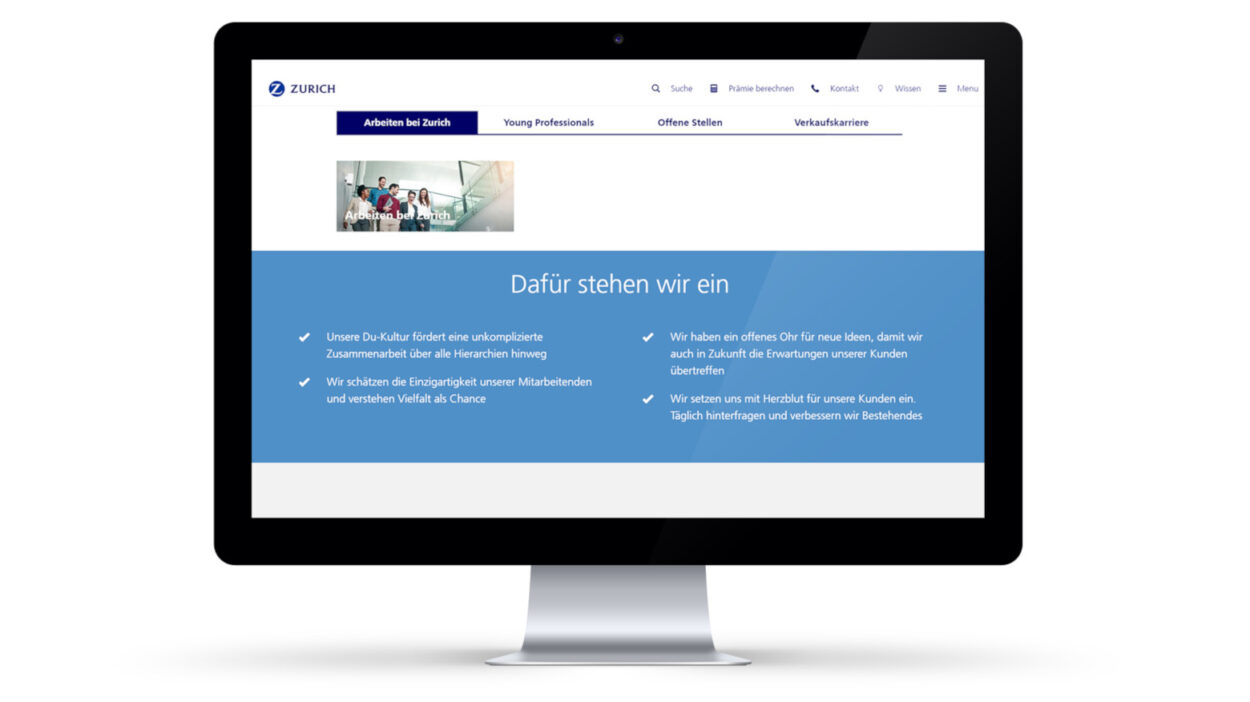 ZURICH
Suche
Prämie berechnen
Kontakt
Wissen
Menu
Arbeiten bei Zurich
Young Professionals
Offene Stellen
Verkaufskarriere
Arbeiten bei Zurich
Dafür stehen wir ein
Unsere Du-Kultur fördert eine unkomplizierte
Zusammenarbeit über alle Hierarchien hinweg
Wir schätzen die Einzigartigkeit unserer Mitarbeitenden
und verstehen Vielfalt als Chance
Wir haben ein offenes Ohr für neue Ideen, damit wir
auch in Zukunft die Erwartungen unserer Kunden
übertreffen
Wir setzen uns mit Herzblut für unsere Kunden ein.
Täglich hinterfragen und verbessern wir Bestehendes